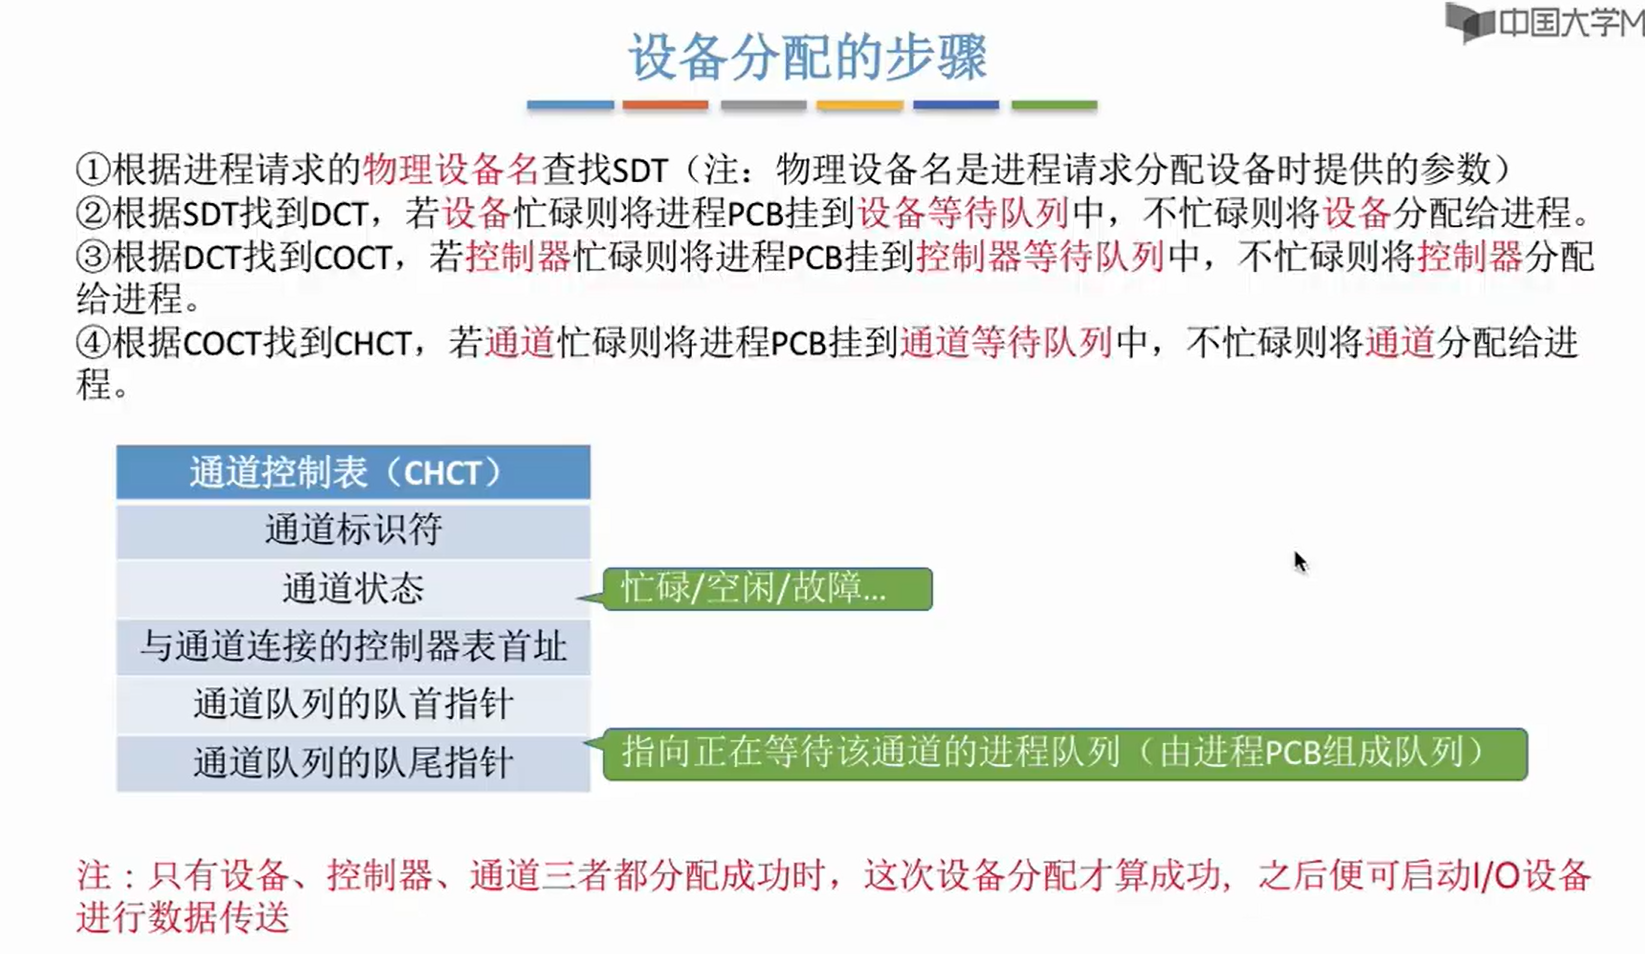 中国大学M
设备分配的步骤
①根据进程请求的物理设备名查找SDT（注：物理设备名是进程请求分配设备时提供的参数）
②根据SDT找到DCT，若设备忙碌则将进程PCB挂到设备等待队列中，不忙碌则将设备分配给进程。
③根据DCT找到COCT，若控制器忙碌则将进程PCB挂到控制器等待队列中，不忙碌则将控制器分配
给进程。
④根据COCT找到CHCT，若通道忙碌则将进程PCB挂到通道等待队列中，不忙碌则将通道分配给进
程。
通道控制表（CHCT）
通道标识符
通道状态
忙碌/空闲/故障...
与通道连接的控制器表首址
通道队列的队首指针
通道队列的队尾指针
指向正在等待该通道的进程队列（由进程PCB组成队列）
注：只有设备、控制器、通道三者都分配成功时，这次设备分配才算成功，之后便可启动I/O设备
进行数据传送